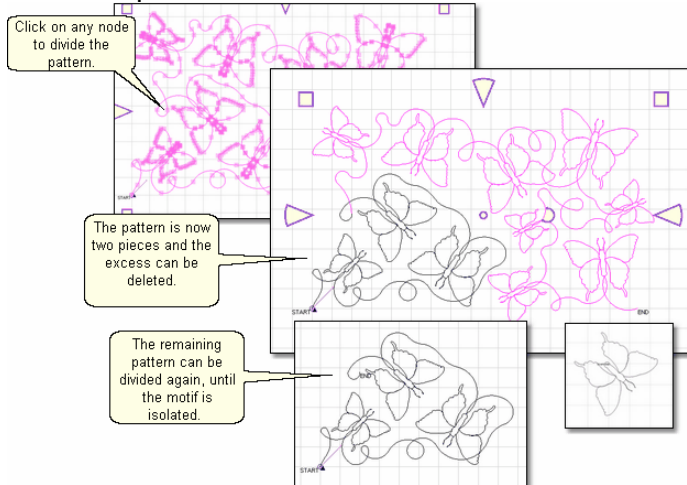 Click on any node
to divide the
pattern.
START
The pattern is now
two pieces and the
excess can be
deleted.
START
END
The remaining
pattern can be
divided again, until
the motif is
isolated.
END
START